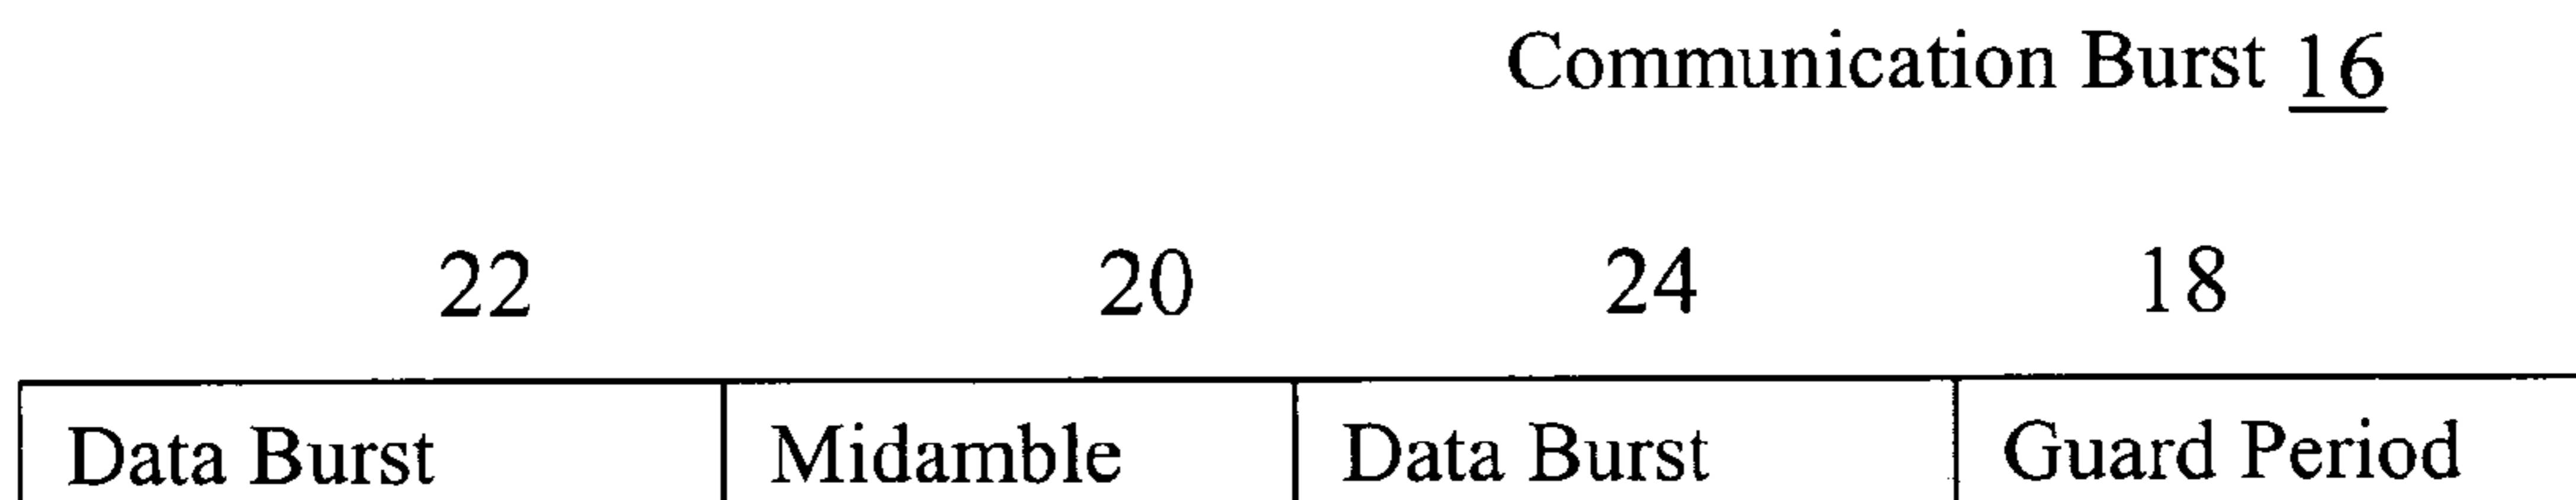 Communication Burst 16
22 20 24 18
Data Burst Midamble Data Burst Guard Period